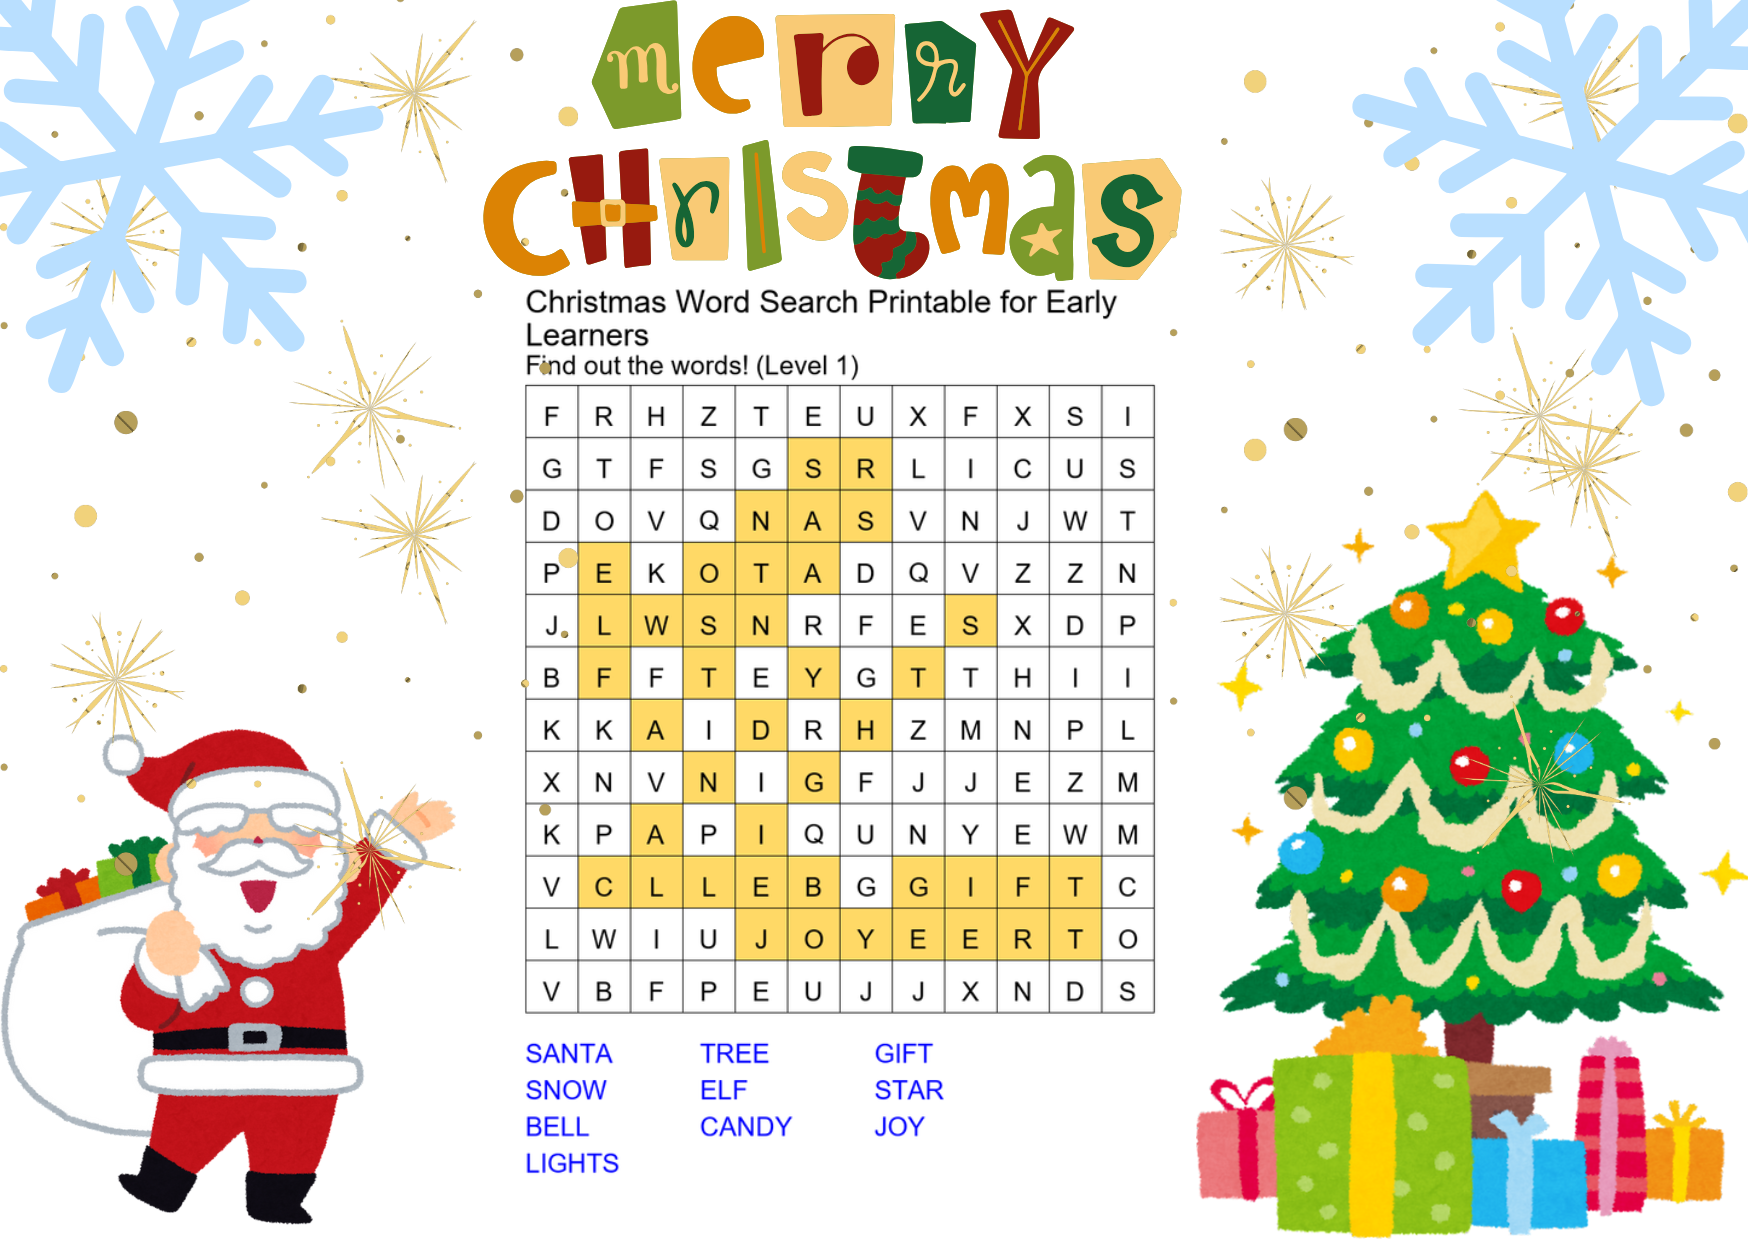 merry
CHrIsTmas
Christmas Word Search Printable for Early
Learners
Find out the words! (Level 1)
F R H Z T E U X F X S I
G T F S G S R L I C U S
D O V Q N A S V N J W T
P E K O T A D Q V Z Z N
J L W S N R F E S X D P
B F F T E Y G T T H I I
K K A I D R H Z M N P L
X N V N I G F J J E Z M
K P A P I Q U N Y E W M
V C L L E B G G I F T C
L W I U J O Y E E R T O
V B F P E U J J X N D S
SANTA TREE GIFT
SNOW ELF STAR
BELL CANDY JOY
LIGHTS